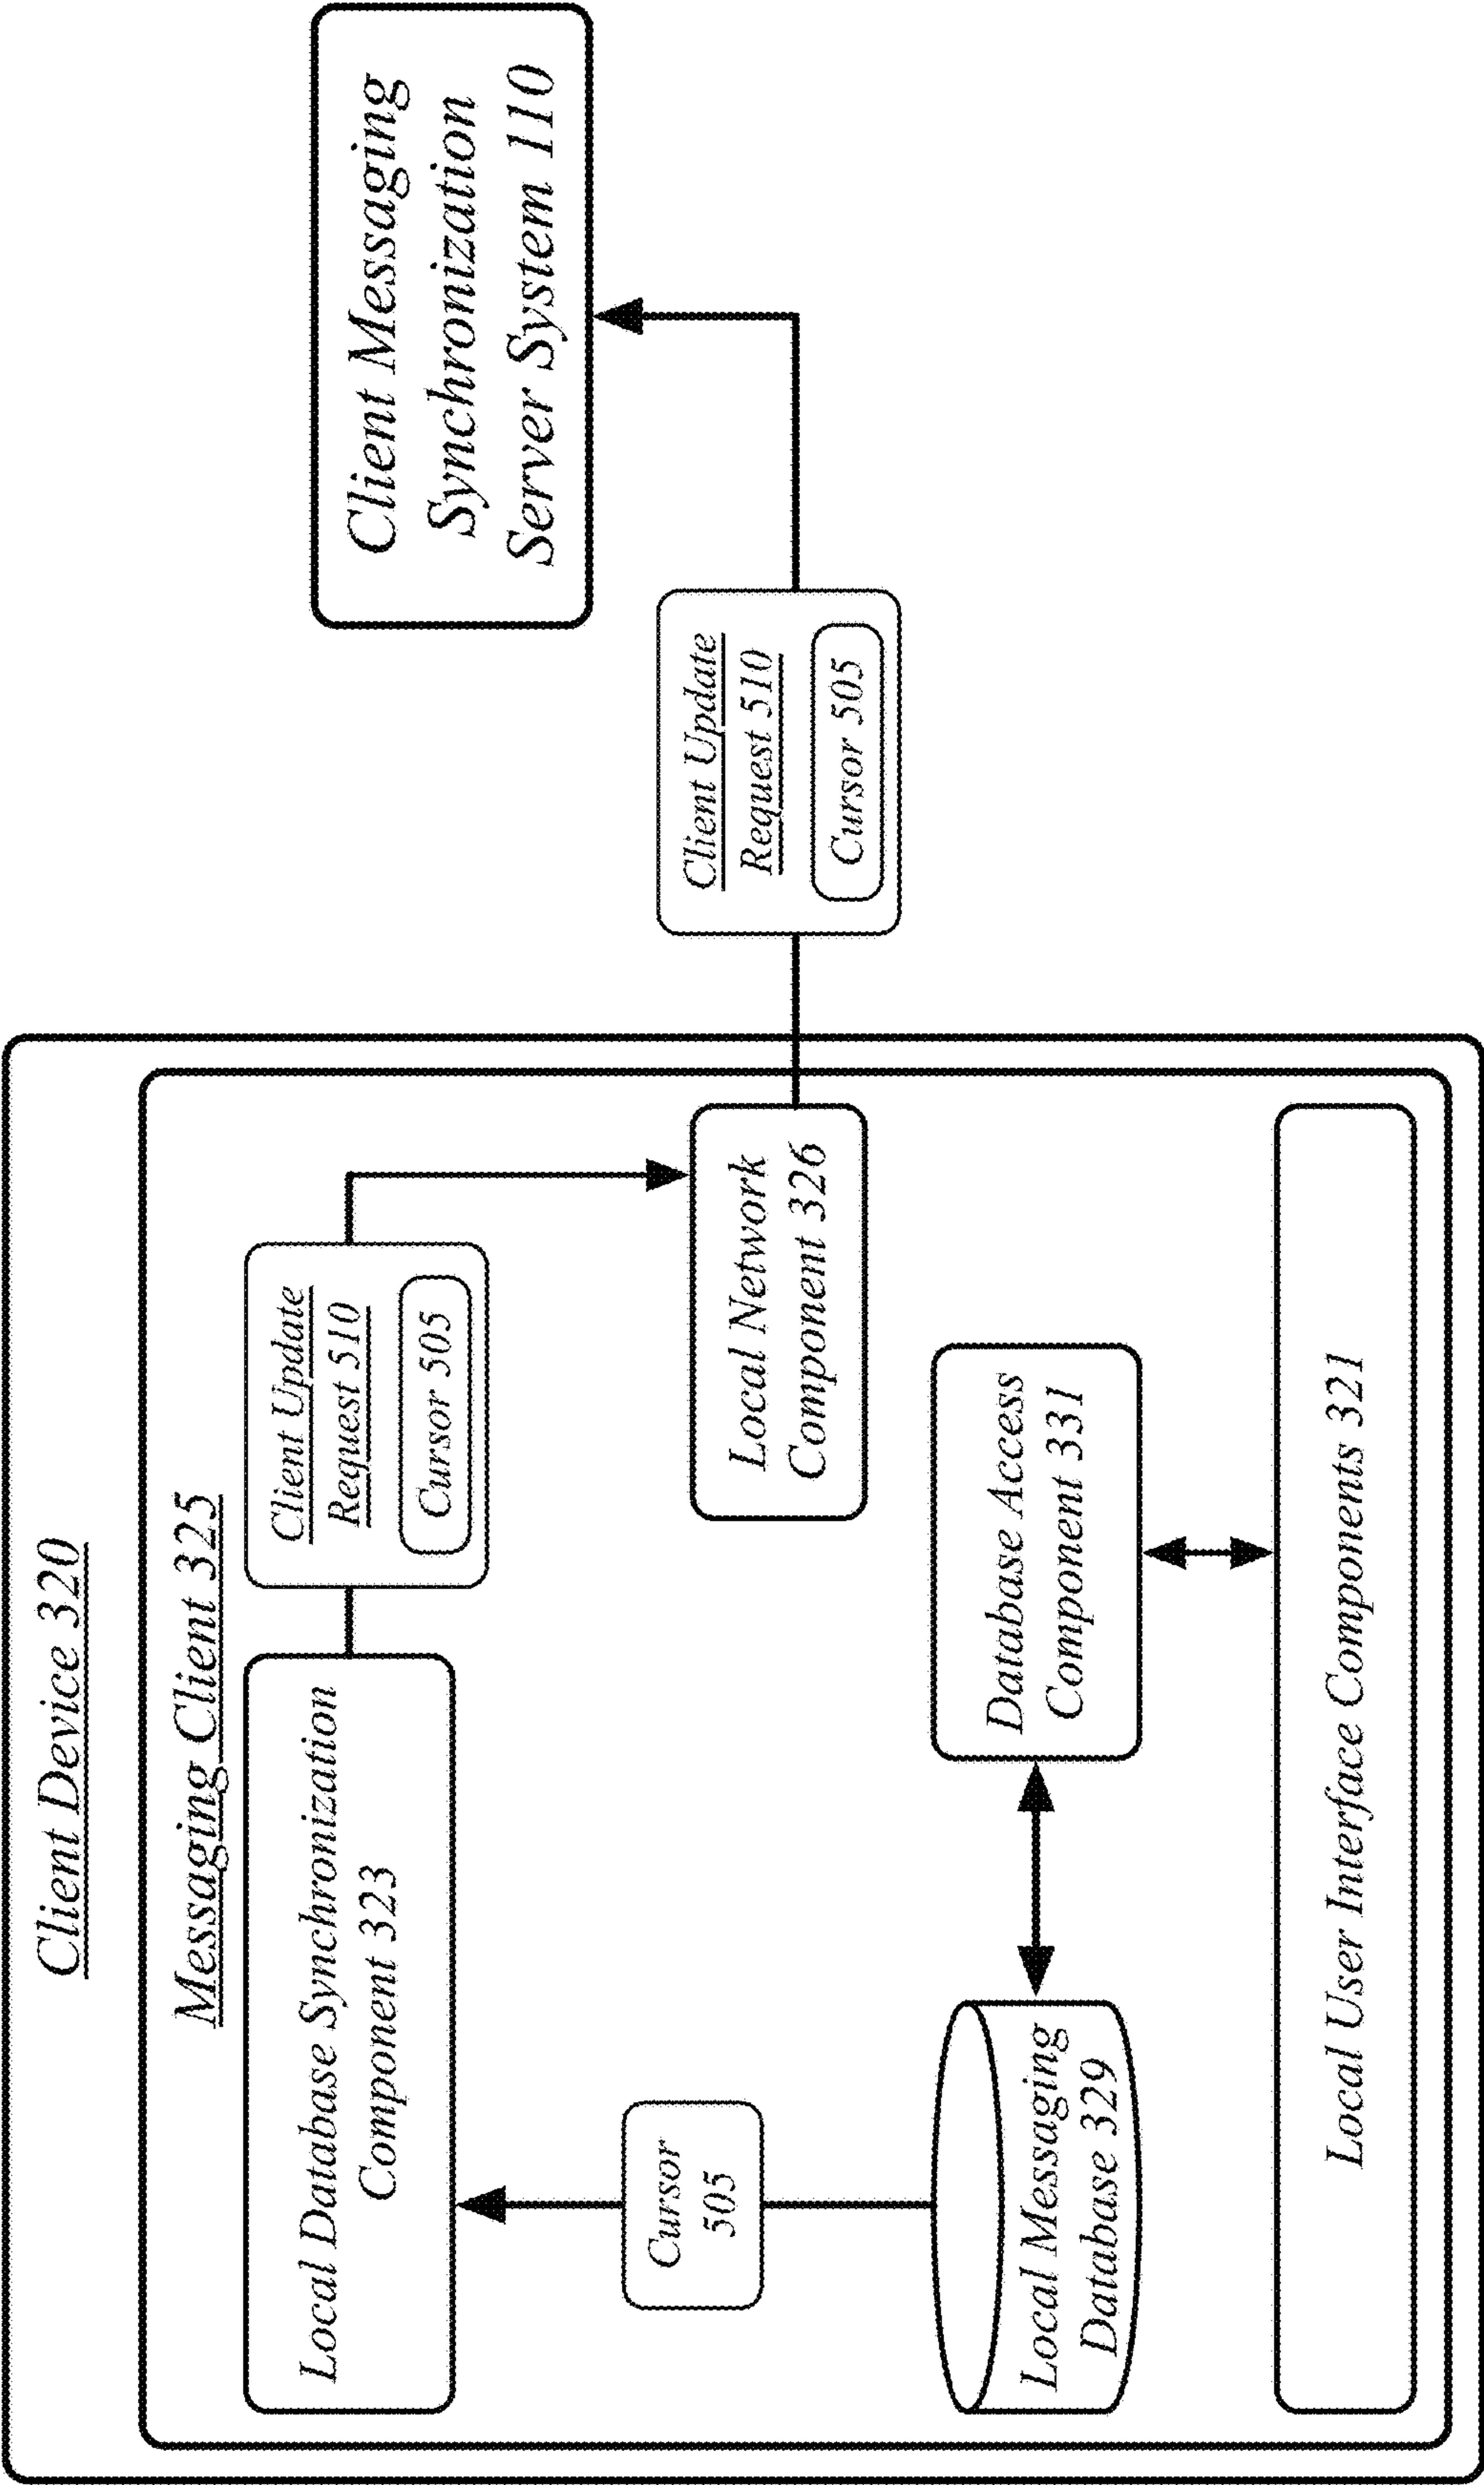 Client Device 320
Messaging Client 325
Local Database Synchronization
Component 323
Client Update
Request 510
Cursor 505
Cursor
505
Local Network
Component 326
Local Messaging
Database 329
Database Access
Component 331
Local User Interface Components 321
Client Update
Request 510
Cursor 505
Client Messaging
Synchronization
Server System 110